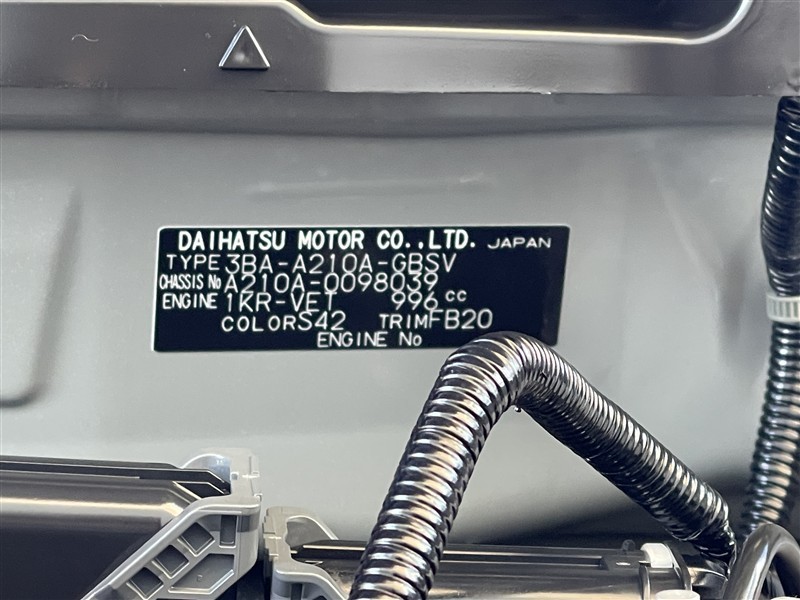 DAIHATSU MOTOR CO.,LTD. JAPAN
TYPE 3BA-A210A-GBSV
CHASSIS No A210A-0098039
ENGINE 1KR-VET 996 cc
COLOR S42 TRIM FB20
ENGINE No